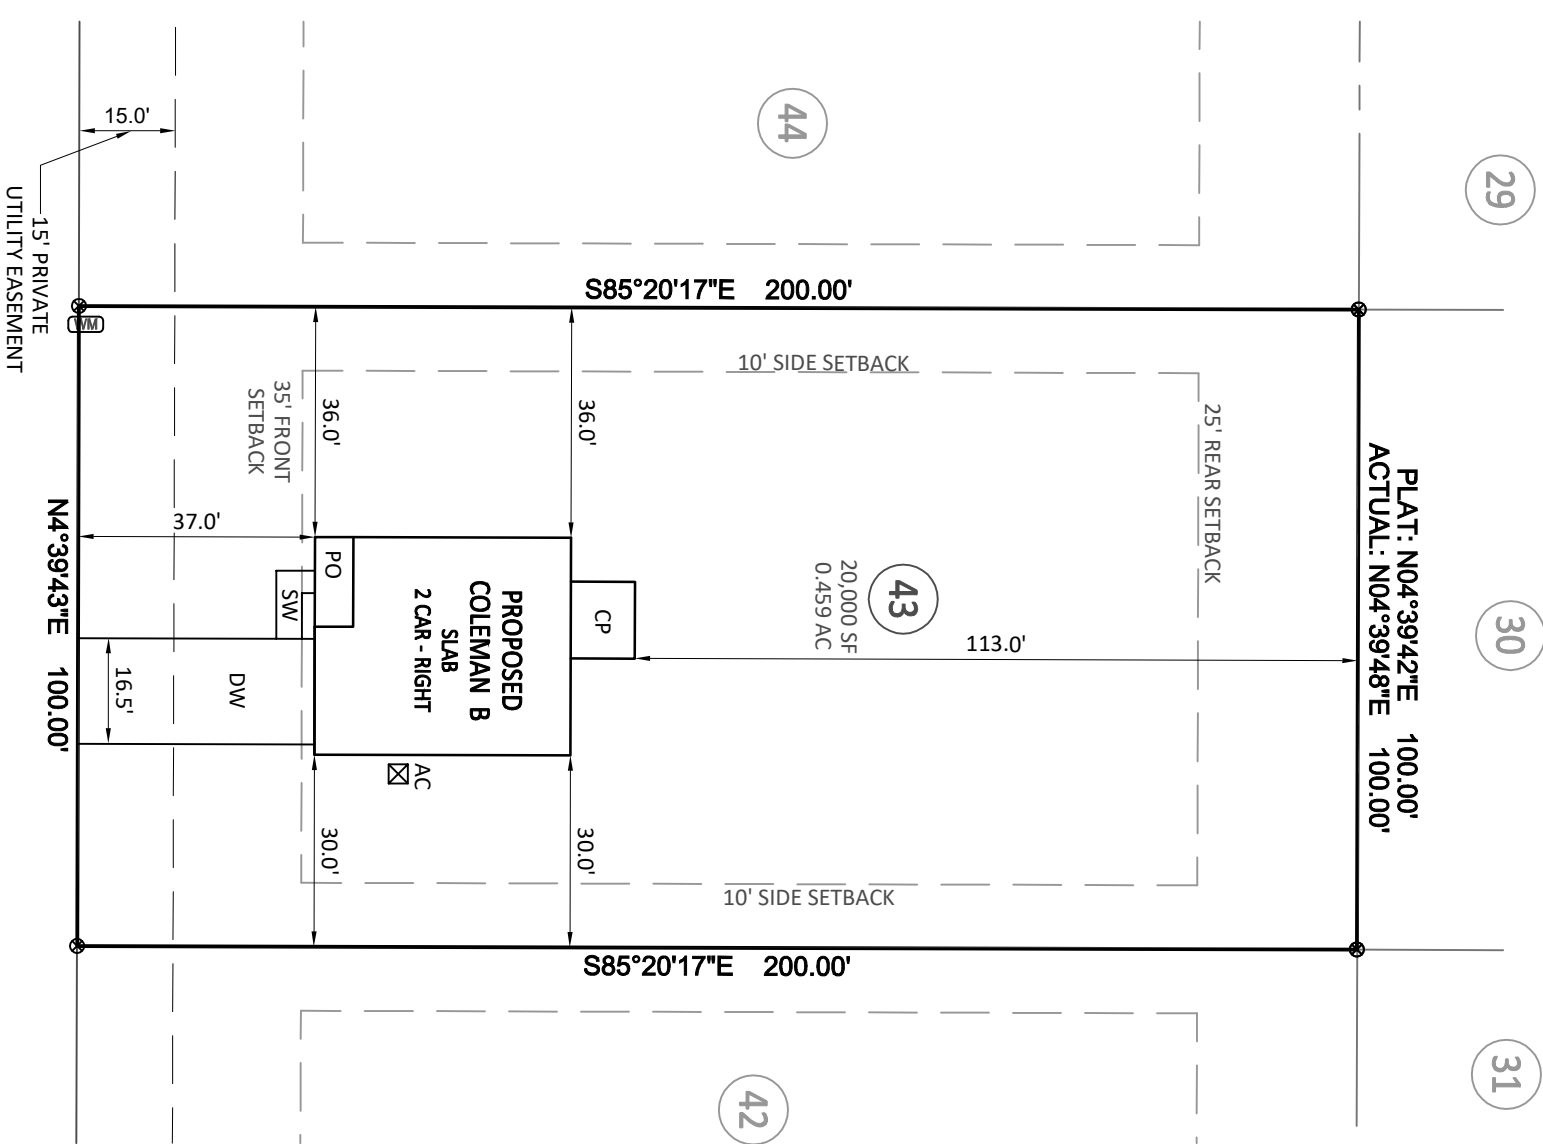 44
29
15.0'
15' PRIVATE
UTILITY EASEMENT
S85°20'17"E 200.00'
WM
10' SIDE SETBACK
35' FRONT
SETBACK
36.0'
36.0'
25' REAR SETBACK
PLAT: N04°39'42"E 100.00'
ACTUAL: N04°39'48"E 100.00'
37.0'
N4°39'43"E 100.00'
PO
SW
PROPOSED
COLEMAN B
SLAB
2 CAR - RIGHT
CP
43
20,000 SF
0.459 AC
113.0'
30
DW
16.5'
AC
30.0'
30.0'
10' SIDE SETBACK
S85°20'17"E 200.00'
42
31